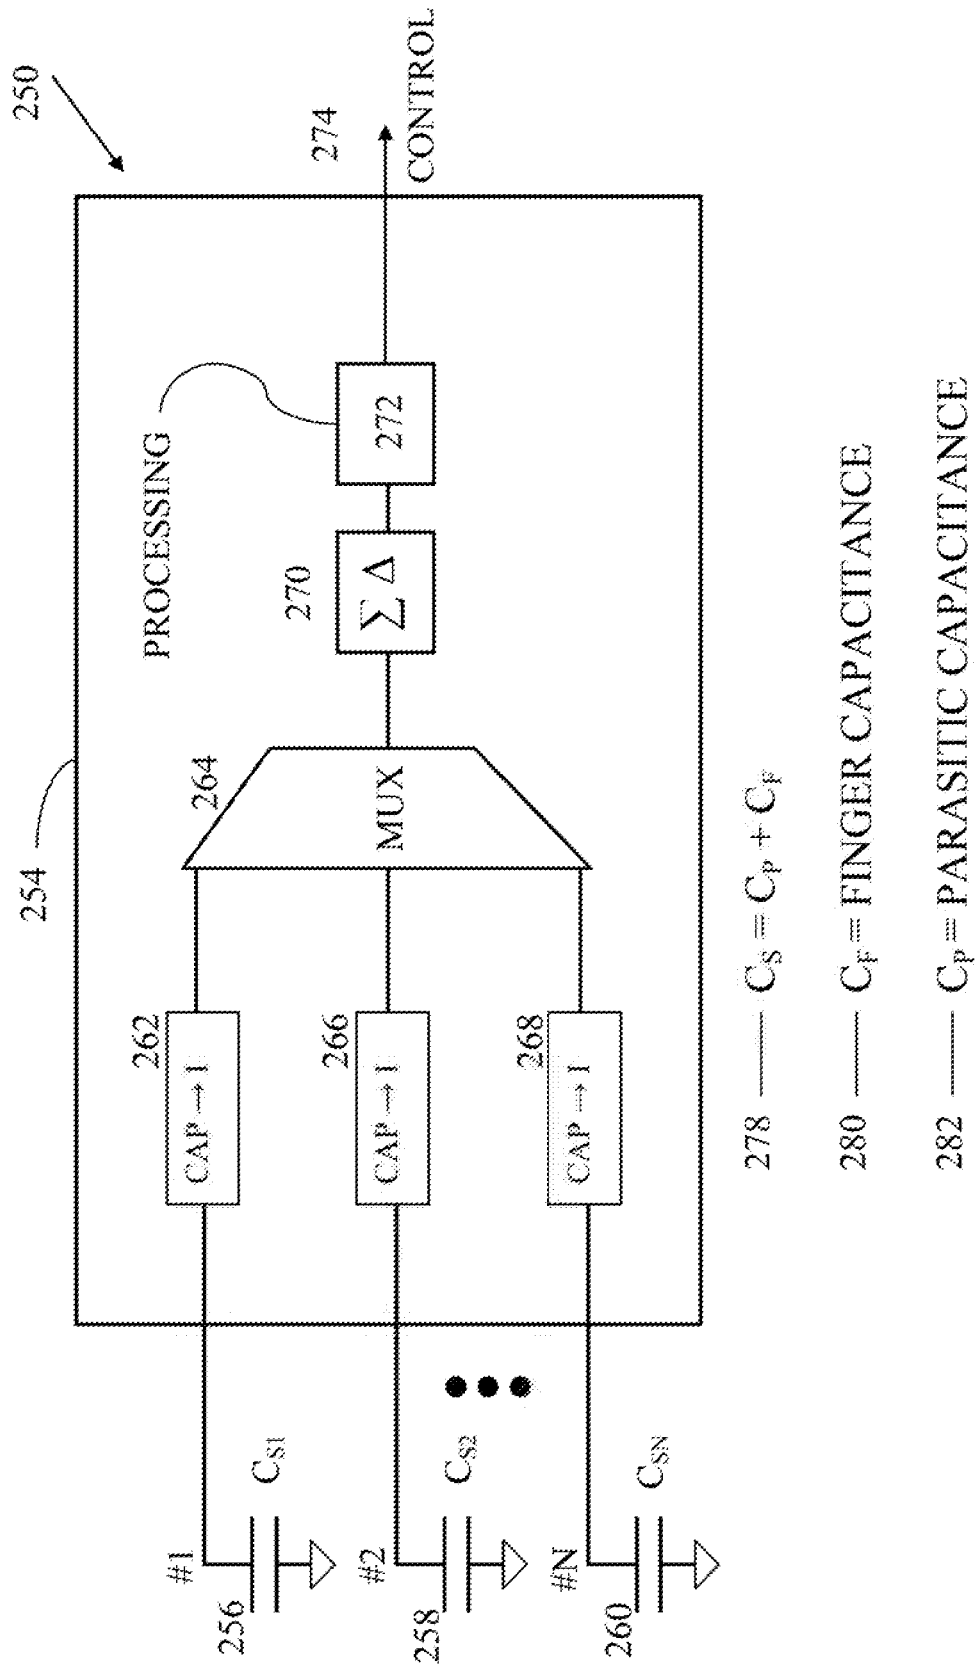 250
254
PROCESSING
274
CONTROL
264
MUX
270
Σ Δ
272
262
CAP → I
266
CAP → I
268
CAP → I
#1
256
C_S1
#2
258
C_S2
#N
260
C_SN
278 C_S = C_P + C_F
280 C_F = FINGER CAPACITANCE
282 C_P = PARASITIC CAPACITANCE